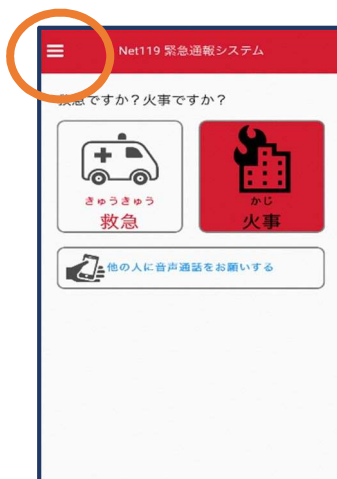 Net119 緊急通報システム
救急ですか？火事ですか？
きゅうきゅう
救急
かじ
火事
他の人に音声通話をお願いする